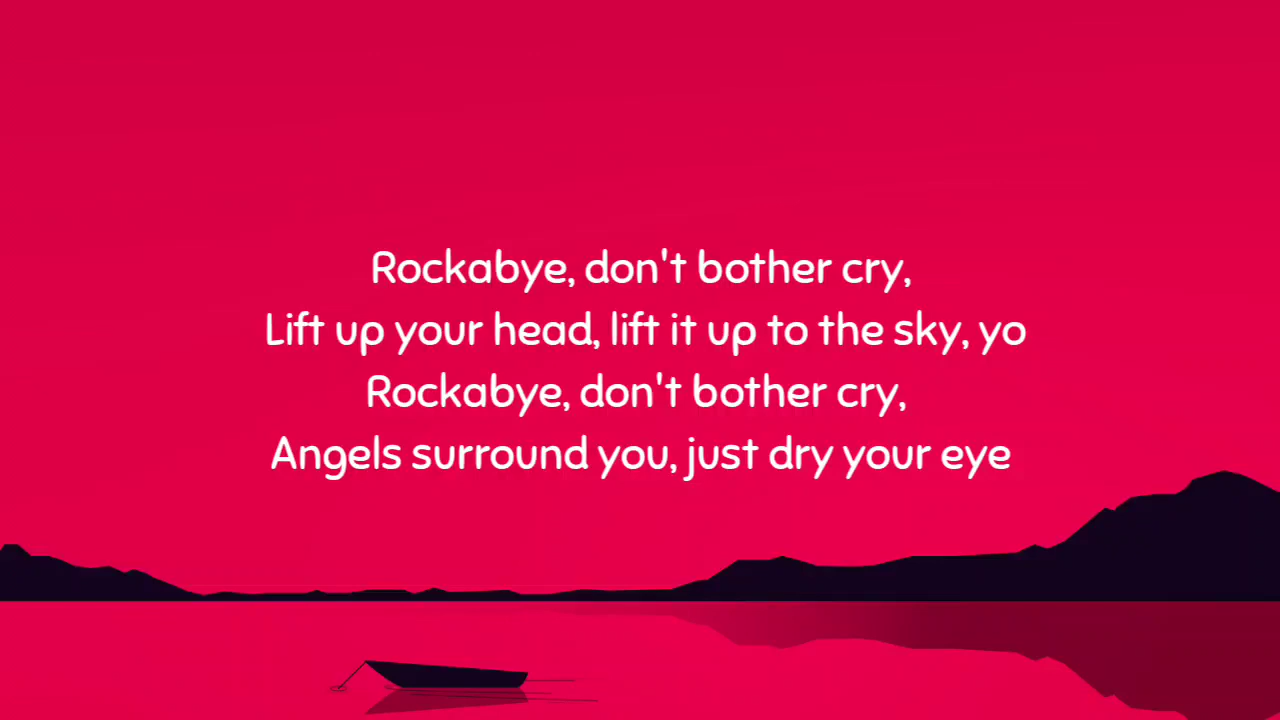 Rockabye, don't bother cry,
Lift up your head, lift it up to the sky, yo
Rockabye, don't bother cry,
Angels surround you, just dry your eye